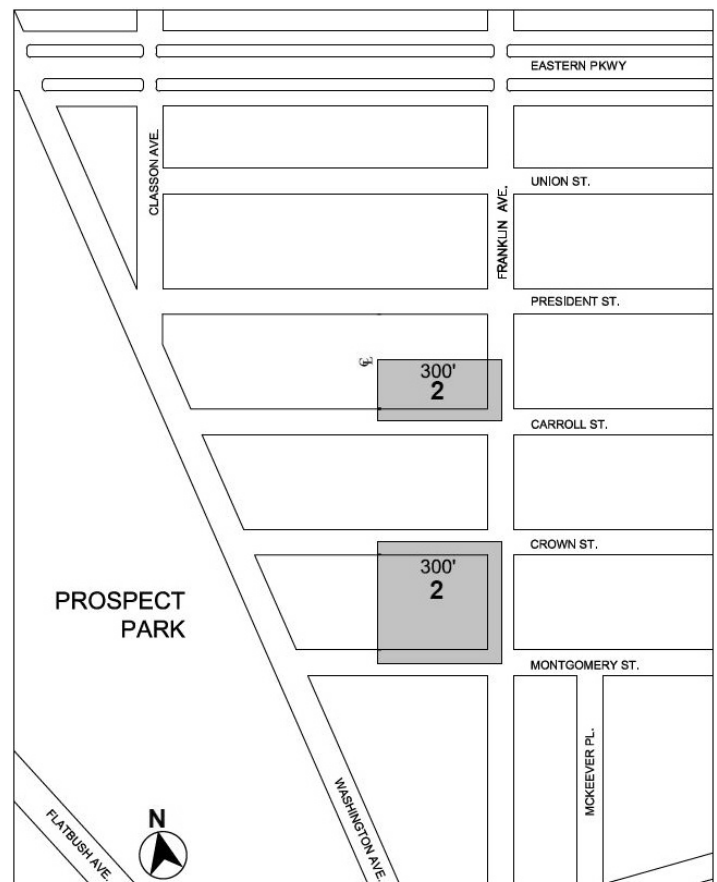 EASTERN PKWY
CLASSON AVE.
UNION ST.
FRANKLIN AVE.
PRESIDENT ST.
℄
300'
2
CARROLL ST.
CROWN ST.
300'
2
PROSPECT
PARK
MONTGOMERY ST.
MCKEEVER PL.
WASHINGTON AVE.
FLATBUSH AVE.
N